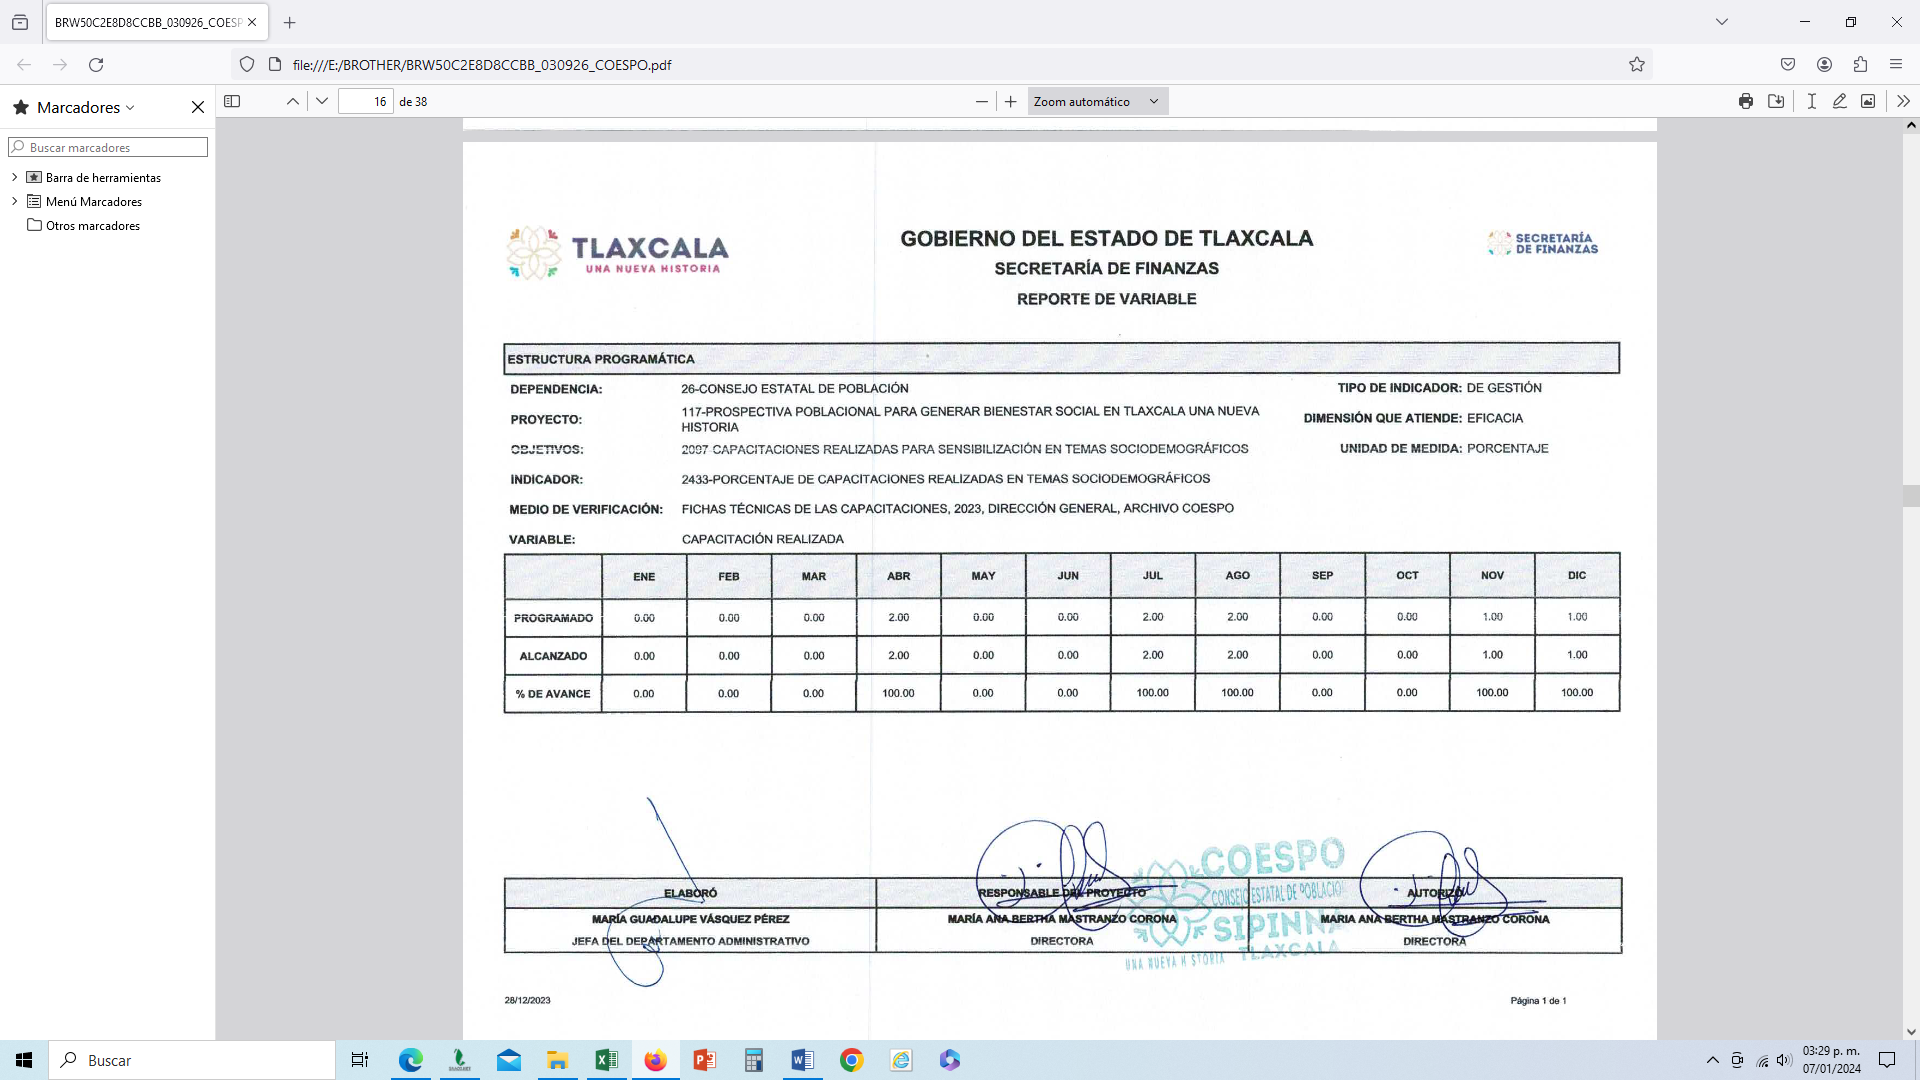 BRW50C2E8D8CCBB_030926_COESP
file:///E:/BROTHER/BRW50C2E8D8CCBB_030926_COESPO.pdf
Marcadores
16 de 38
Zoom automático
Buscar marcadores
Barra de herramientas
Menú Marcadores
Otros marcadores
TLAXCALA
UNA NUEVA HISTORIA
GOBIERNO DEL ESTADO DE TLAXCALA
SECRETARÍA DE FINANZAS
REPORTE DE VARIABLE
SECRETARÍA
DE FINANZAS
ESTRUCTURA PROGRAMÁTICA
DEPENDENCIA: 26-CONSEJO ESTATAL DE POBLACIÓN TIPO DE INDICADOR: DE GESTIÓN
PROYECTO: 117-PROSPECTIVA POBLACIONAL PARA GENERAR BIENESTAR SOCIAL EN TLAXCALA UNA NUEVA
HISTORIA DIMENSIÓN QUE ATIENDE: EFICACIA
OBJETIVOS: 2097-CAPACITACIONES REALIZADAS PARA SENSIBILIZACIÓN EN TEMAS SOCIODEMOGRÁFICOS UNIDAD DE MEDIDA: PORCENTAJE
INDICADOR: 2433-PORCENTAJE DE CAPACITACIONES REALIZADAS EN TEMAS SOCIODEMOGRÁFICOS
MEDIO DE VERIFICACIÓN: FICHAS TÉCNICAS DE LAS CAPACITACIONES, 2023, DIRECCIÓN GENERAL, ARCHIVO COESPO
VARIABLE: CAPACITACIÓN REALIZADA
ENE FEB MAR ABR MAY JUN JUL AGO SEP OCT NOV DIC
PROGRAMADO 0.00 0.00 0.00 2.00 0.00 0.00 2.00 2.00 0.00 0.00 1.00 1.00
ALCANZADO 0.00 0.00 0.00 2.00 0.00 0.00 2.00 2.00 0.00 0.00 1.00 1.00
% DE AVANCE 0.00 0.00 0.00 100.00 0.00 0.00 100.00 100.00 0.00 0.00 100.00 100.00
COESPO
CONSEJO ESTATAL DE POBLACIÓN
SIPINNA
TLAXCALA
UNA NUEVA HISTORIA
ELABORÓ RESPONSABLE DEL PROYECTO AUTORIZÓ
MARÍA GUADALUPE VÁSQUEZ PÉREZ MARÍA ANA BERTHA MASTRANZO CORONA MARIA ANA BERTHA MASTRANZO CORONA
JEFA DEL DEPARTAMENTO ADMINISTRATIVO DIRECTORA DIRECTORA
28/12/2023 Página 1 de 1
Buscar
03:29 p. m.
07/01/2024